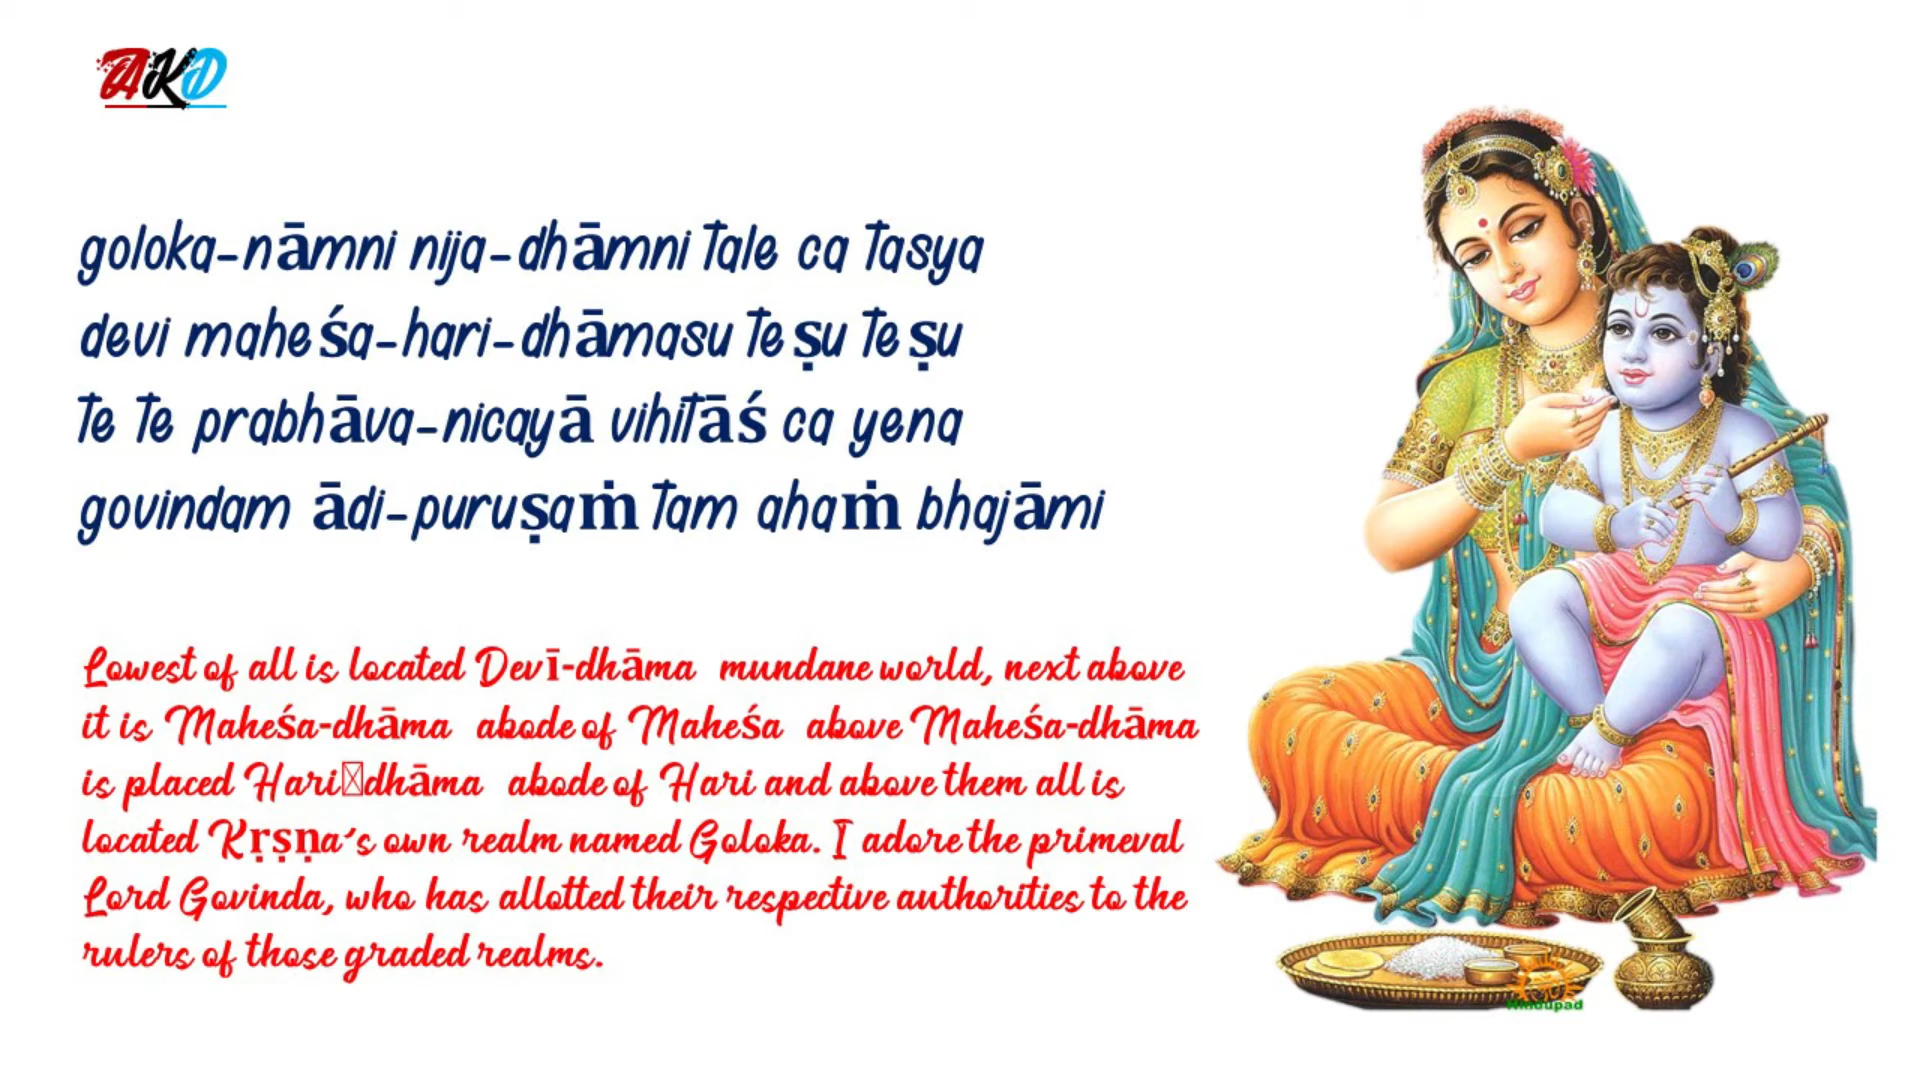 AKD
goloka-nāmni nija-dhāmni tale ca tasya
devi maheśa-hari-dhāmasu teṣu teṣu
te te prabhāva-nicayā vihitāś ca yena
govindam ādi-puruṣaṁ tam ahaṁ bhajāmi
Lowest of all is located Devī-dhāma mundane world, next above
it is Maheśa-dhāma abode of Maheśa above Maheśa-dhāma
is placed Hari▯dhāma abode of Hari and above them all is
located Kṛṣṇa's own realm named Goloka. I adore the primeval
Lord Govinda, who has allotted their respective authorities to the
rulers of those graded realms.
Hindupad